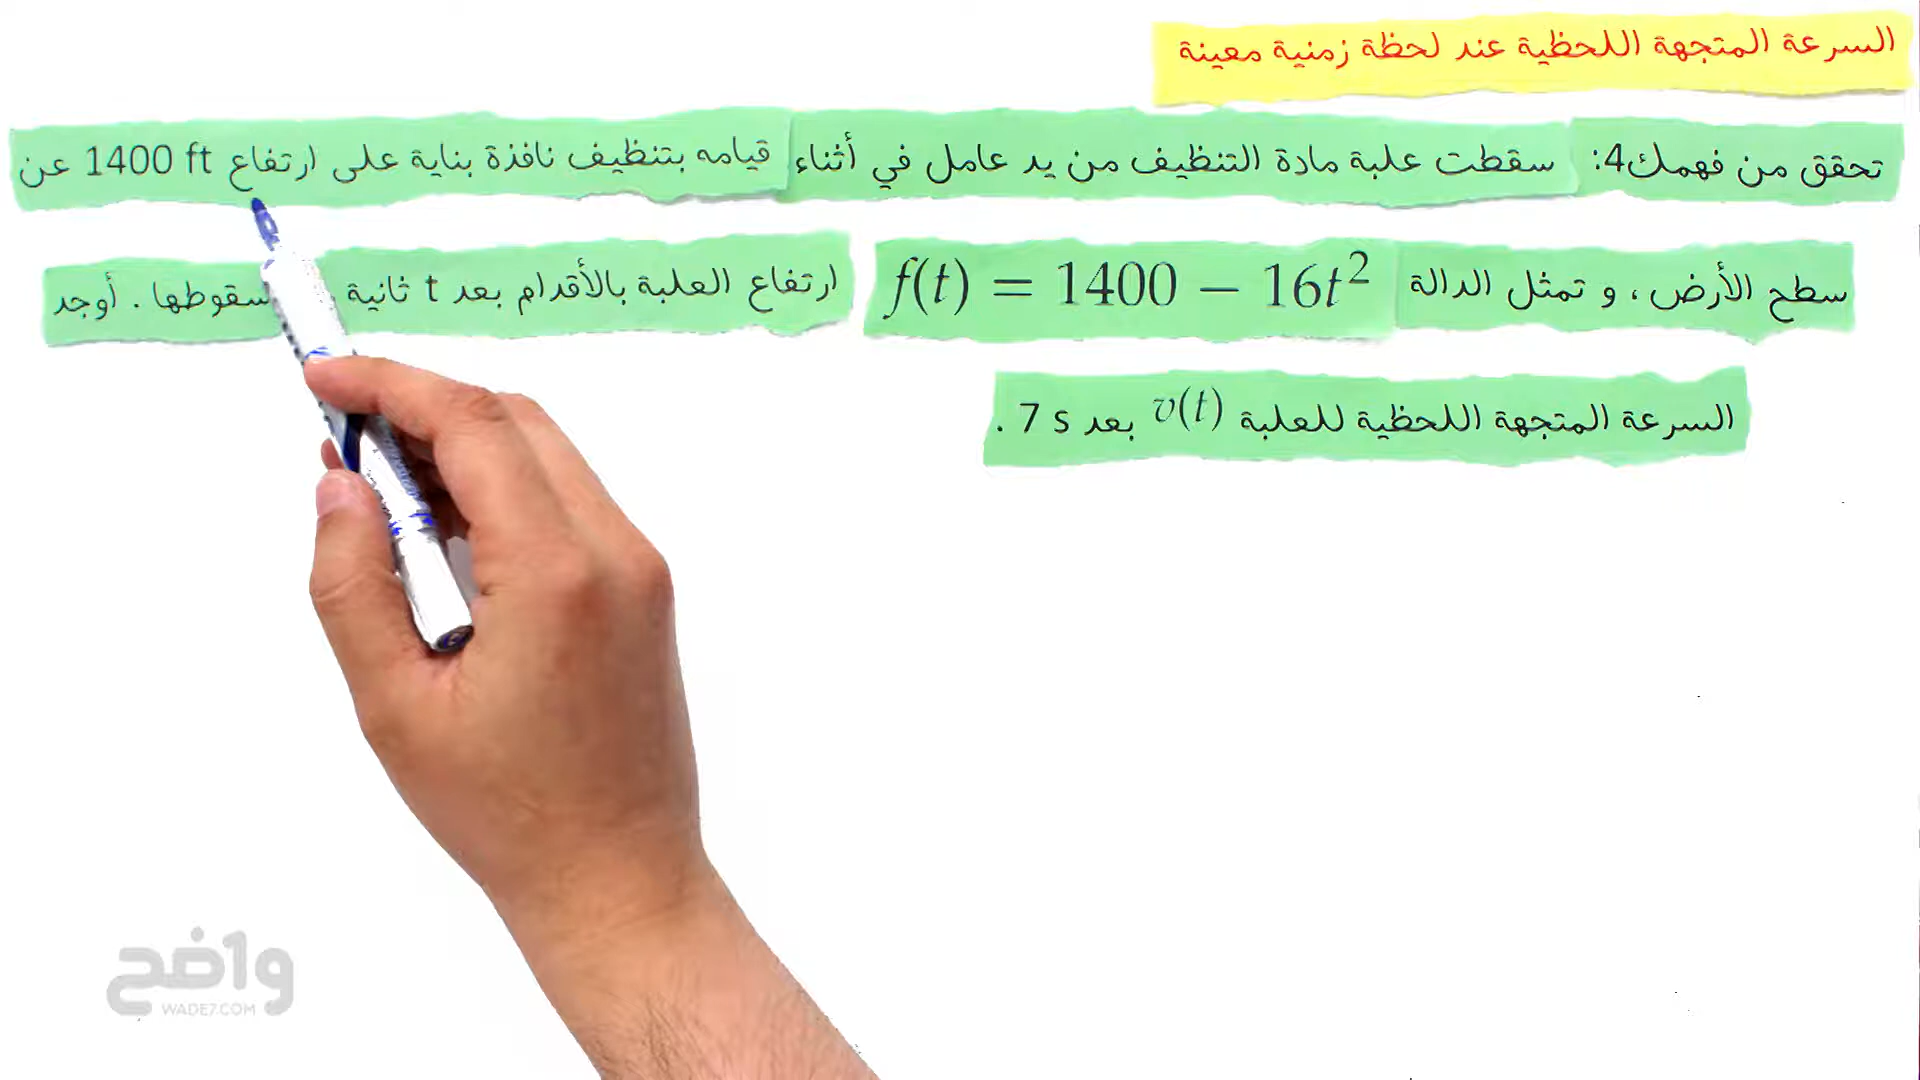 السرعة المتجهة اللحظية عند لحظة زمنية معينة
تحقق من فهمك4: سقطت علبة مادة التنظيف من يد عامل في أثناء قيامه بتنظيف نافذة بناية على ارتفاع 1400 ft عن
سطح الأرض ، و تمثل الدالة f(t) = 1400 − 16t² ارتفاع العلبة بالأقدام بعد t ثانية سقوطها . أوجد
السرعة المتجهة اللحظية للعلبة v(t) بعد 7 s .
واضح
WADE7.COM